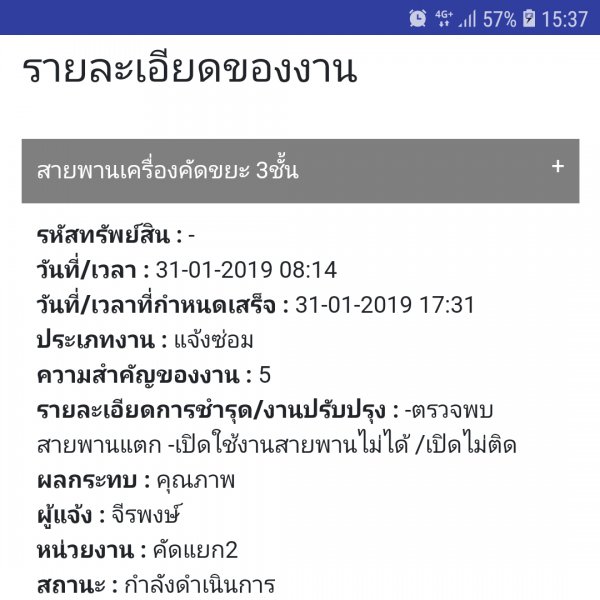 4G+ 57% 15:37
รายละเอียดของงาน
สายพานเครื่องคัดขยะ 3ชั้น +
รหัสทรัพย์สิน : -
วันที่/เวลา : 31-01-2019 08:14
วันที่/เวลาที่กำหนดเสร็จ : 31-01-2019 17:31
ประเภทงาน : แจ้งซ่อม
ความสำคัญของงาน : 5
รายละเอียดการชำรุด/งานปรับปรุง : -ตรวจพบ
สายพานแตก -เปิดใช้งานสายพานไม่ได้ /เปิดไม่ติด
ผลกระทบ : คุณภาพ
ผู้แจ้ง : จีรพงษ์
หน่วยงาน : คัดแยก2
สถานะ : กำลังดำเนินการ